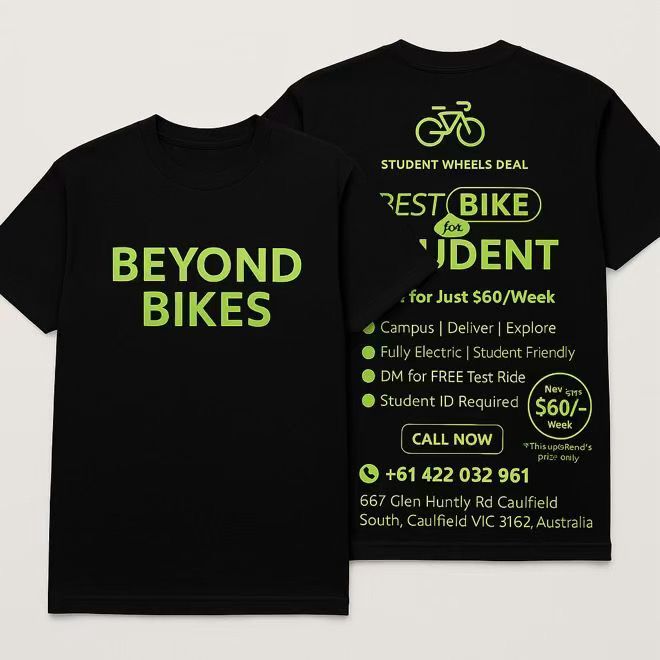 BEYOND
BIKES
STUDENT WHEELS DEAL
BEST BIKE
for
UDENT
for Just $60/Week
Campus | Deliver | Explore
Fully Electric | Student Friendly
DM for FREE Test Ride
Student ID Required
$60/-
Week
CALL NOW
+61 422 032 961
667 Glen Huntly Rd Caulfield
South, Caulfield VIC 3162, Australia